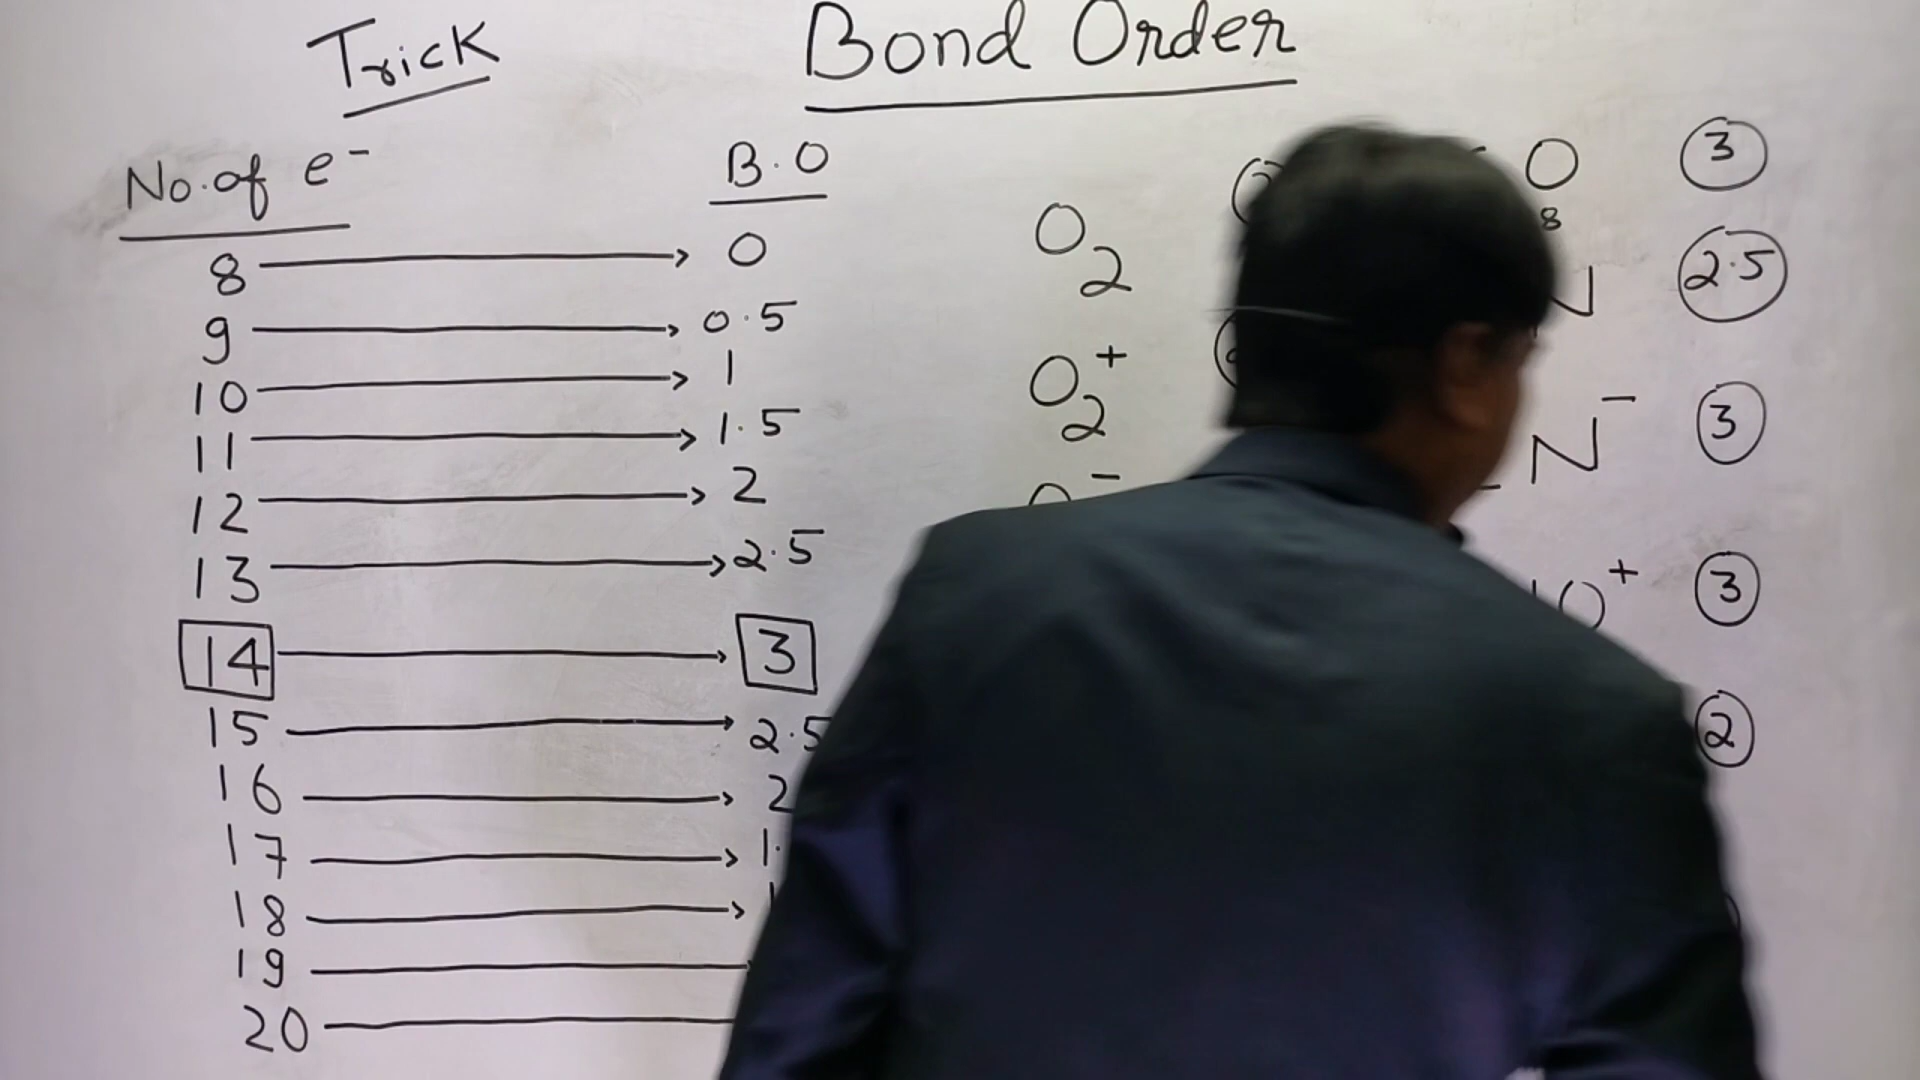 Trick
Bond Order
No. of e⁻
B.O
8 → 0
9 → 0.5
10 → 1
11 → 1.5
12 → 2
13 → 2.5
14 → 3
15 → 2.5
16 → 2
17 → 1.
18 → 1
19
20
O₂
O₂⁺
O 3
8
N 2.5
N⁻ 3
O⁺ 3
2